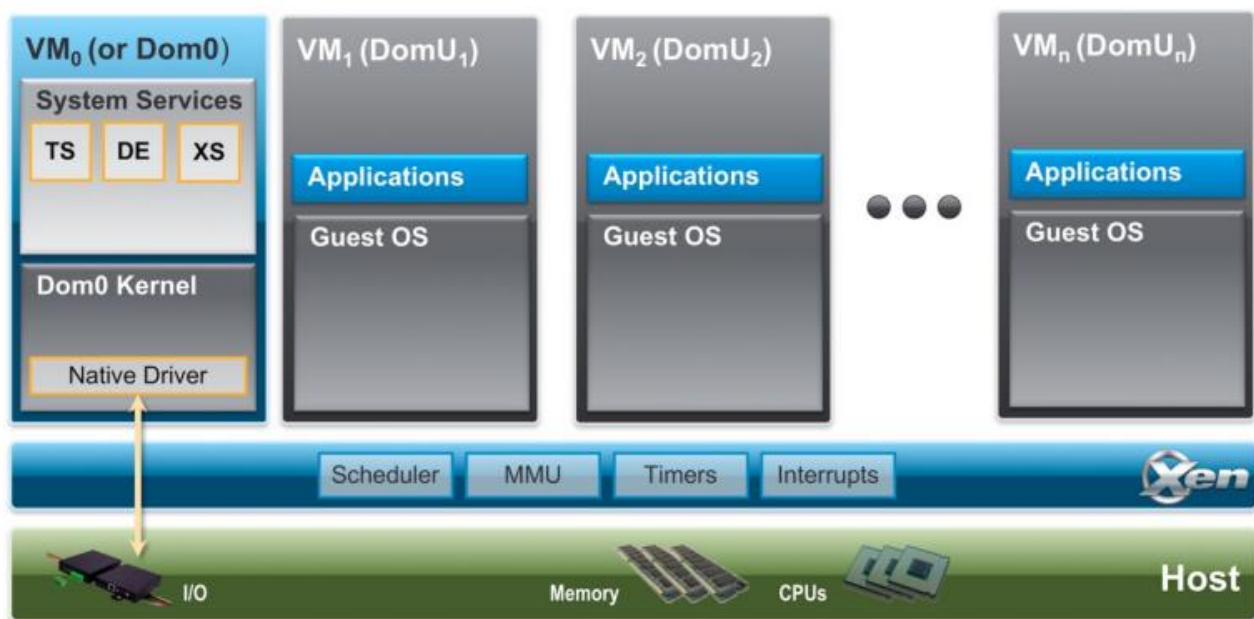 VM0 (or Dom0)
System Services
TS
DE
XS
Dom0 Kernel
Native Driver
VM1 (DomU1)
Applications
Guest OS
VM2 (DomU2)
Applications
Guest OS
VMn (DomUn)
Applications
Guest OS
Scheduler
MMU
Timers
Interrupts
Xen
I/O
Memory
CPUs
Host